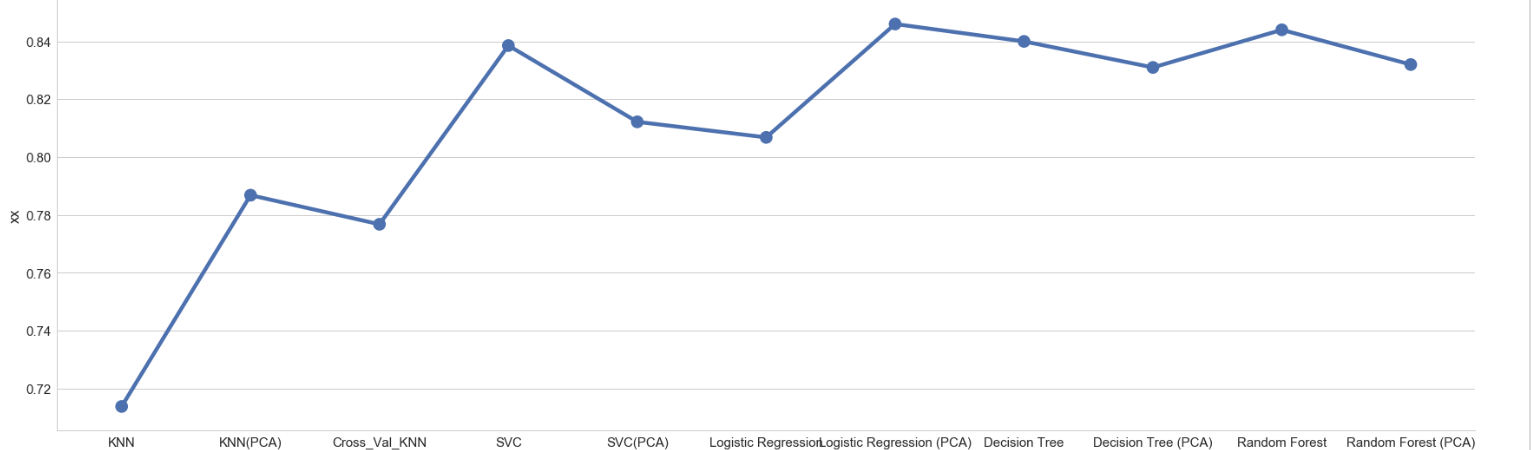 0.84
0.82
0.80
0.78
0.76
0.74
0.72
xx
KNN
KNN(PCA)
Cross_Val_KNN
SVC
SVC(PCA)
Logistic Regression
Logistic Regression (PCA)
Decision Tree
Decision Tree (PCA)
Random Forest
Random Forest (PCA)